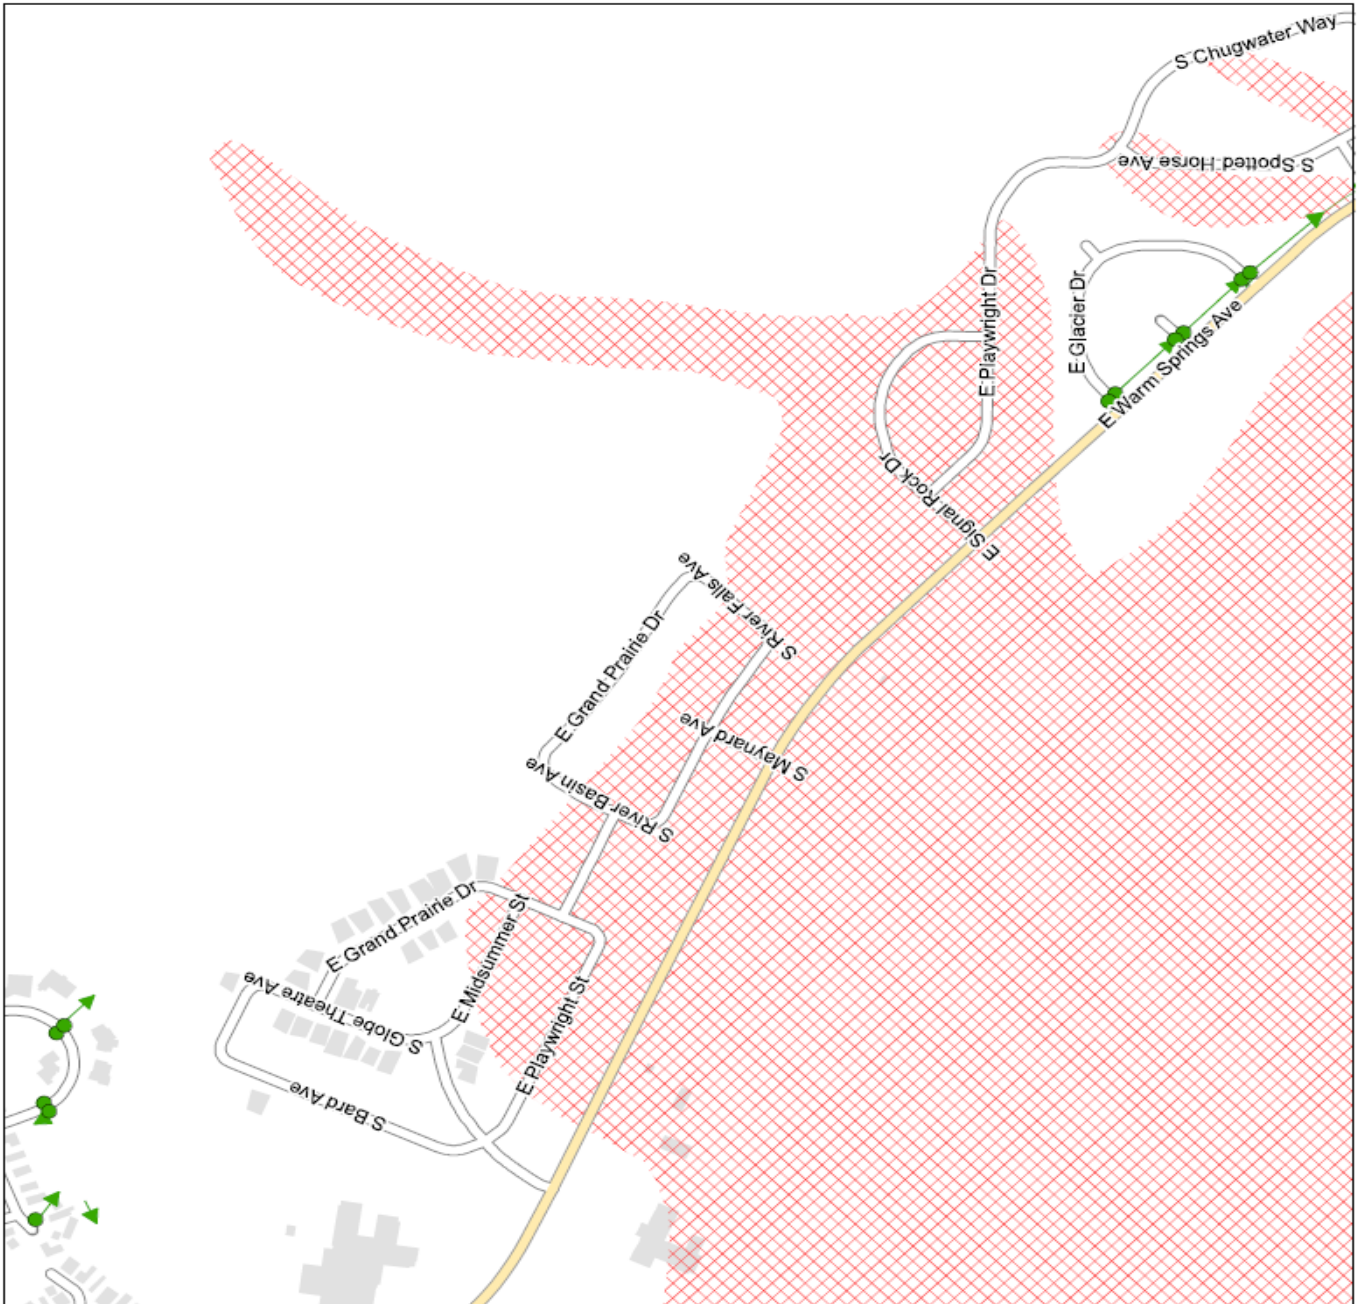 S Chugwater Way
S Spotted Horse Ave
E Playwright Dr
E Glacier Dr
E Warm Springs Ave
E Signal Rock Dr
S River Falls Ave
E Grand Prairie Dr
S Maynard Ave
S River Basin Ave
E Grand Prairie Dr
E Midsummer St
S Globe Theatre Ave
E Playwright St
S Bard Ave